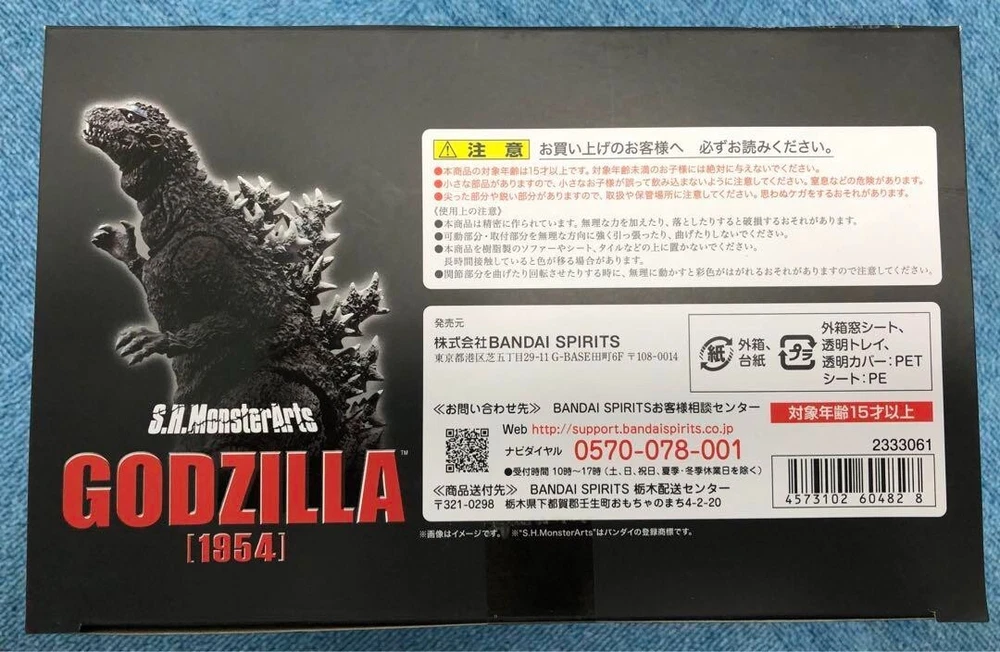 ⚠注意 お買い上げのお客様へ 必ずお読みください。
●本商品の対象年齢は15才以上です。対象年齢未満のお子様には絶対に与えないでください。
●小さな部品がありますので、小さなお子様が誤って飲み込まないように注意してください。窒息などの危険があります。
●尖った部分や鋭い部分がありますので、取扱や保管場所に注意してください。思わぬケガをするおそれがあります。
《使用上の注意》
●本商品は精密に作られています。無理な力を加えたり、落としたりすると破損するおそれがあります。
●可動部分・取付部分を無理な方向に強く引っ張ったり、曲げたりしないでください。
●本商品を樹脂製のソファーやシート、タイルなどの上に置かないでください。
長時間接触していると色が移る場合があります。
●関節部分を曲げたり回転させたりする時に、無理に動かすと彩色がはがれるおそれがありますので注意してください。
発売元
株式会社BANDAI SPIRITS
東京都港区芝五丁目29-11 G-BASE田町6F 〒108-0014
紙 外箱、
台紙
プラ 外箱窓シート、
透明トレイ、
透明カバー:PET
シート:PE
≪お問い合わせ先≫ BANDAI SPIRITSお客様相談センター
Web http://support.bandaispirits.co.jp
ナビダイヤル 0570-078-001
●受付時間 10時～17時(土、日、祝日、夏季・冬季休業日を除く)
≪商品送付先≫ BANDAI SPIRITS 栃木配送センター
〒321-0298 栃木県下都賀郡壬生町おもちゃのまち4-2-20
対象年齢15才以上
2333061
4573102 60482 8
※画像はイメージです。 ※"S.H.MonsterArts"はバンダイの登録商標です。
S.H.MonsterArts
GODZILLA™
[1954]